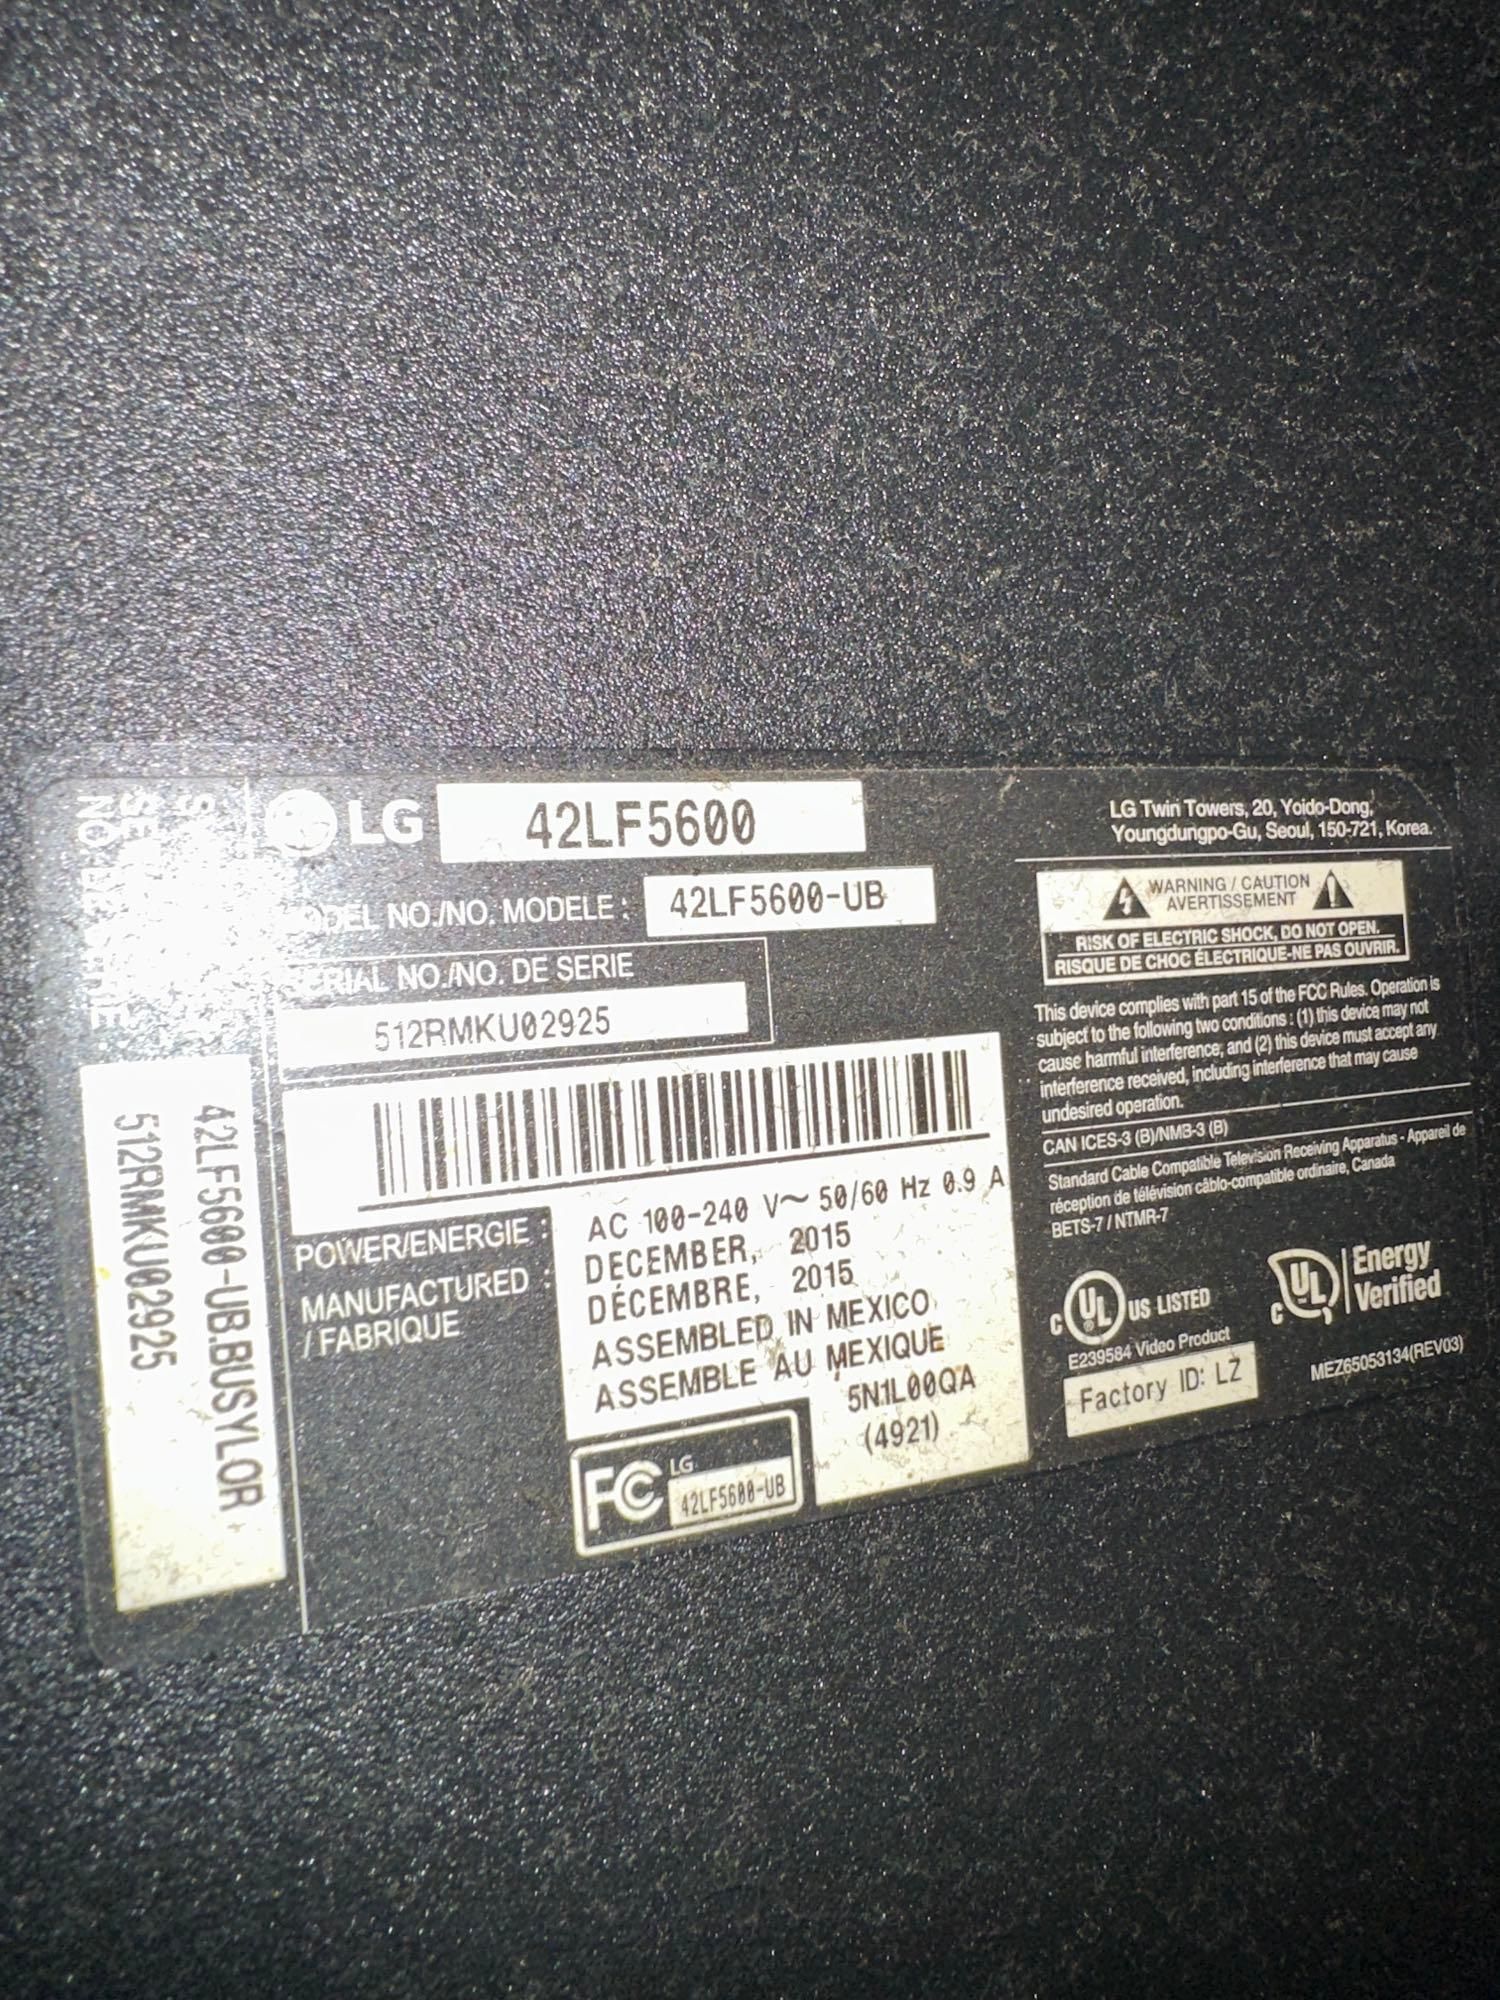 LG 42LF5600
MODEL NO./NO. MODELE : 42LF5600-UB
SERIAL NO./NO. DE SERIE
512RMKU02925
POWER/ENERGIE : AC 100-240 V~ 50/60 Hz 0.9 A
MANUFACTURED : DECEMBER, 2015
/ FABRIQUE DÉCEMBRE, 2015
ASSEMBLED IN MEXICO
ASSEMBLE AU MEXIQUE
5N1L00QA
(4921)
FC LG
42LF5600-UB
42LF5600-UB.BUSYLOR
512RMKU02925
LG Twin Towers, 20, Yoido-Dong,
Youngdungpo-Gu, Seoul, 150-721, Korea.
WARNING / CAUTION
AVERTISSEMENT
RISK OF ELECTRIC SHOCK, DO NOT OPEN.
RISQUE DE CHOC ÉLECTRIQUE-NE PAS OUVRIR.
This device complies with part 15 of the FCC Rules. Operation is
subject to the following two conditions : (1) this device may not
cause harmful interference, and (2) this device must accept any
interference received, including interference that may cause
undesired operation.
CAN ICES-3 (B)/NMB-3 (B)
Standard Cable Compatible Television Receiving Apparatus - Appareil de
réception de télévision câblo-compatible ordinaire, Canada
BETS-7 / NTMR-7
C UL US LISTED
E239584 Video Product
C UL Energy
Verified
Factory ID: LZ
MEZ65053134(REV03)